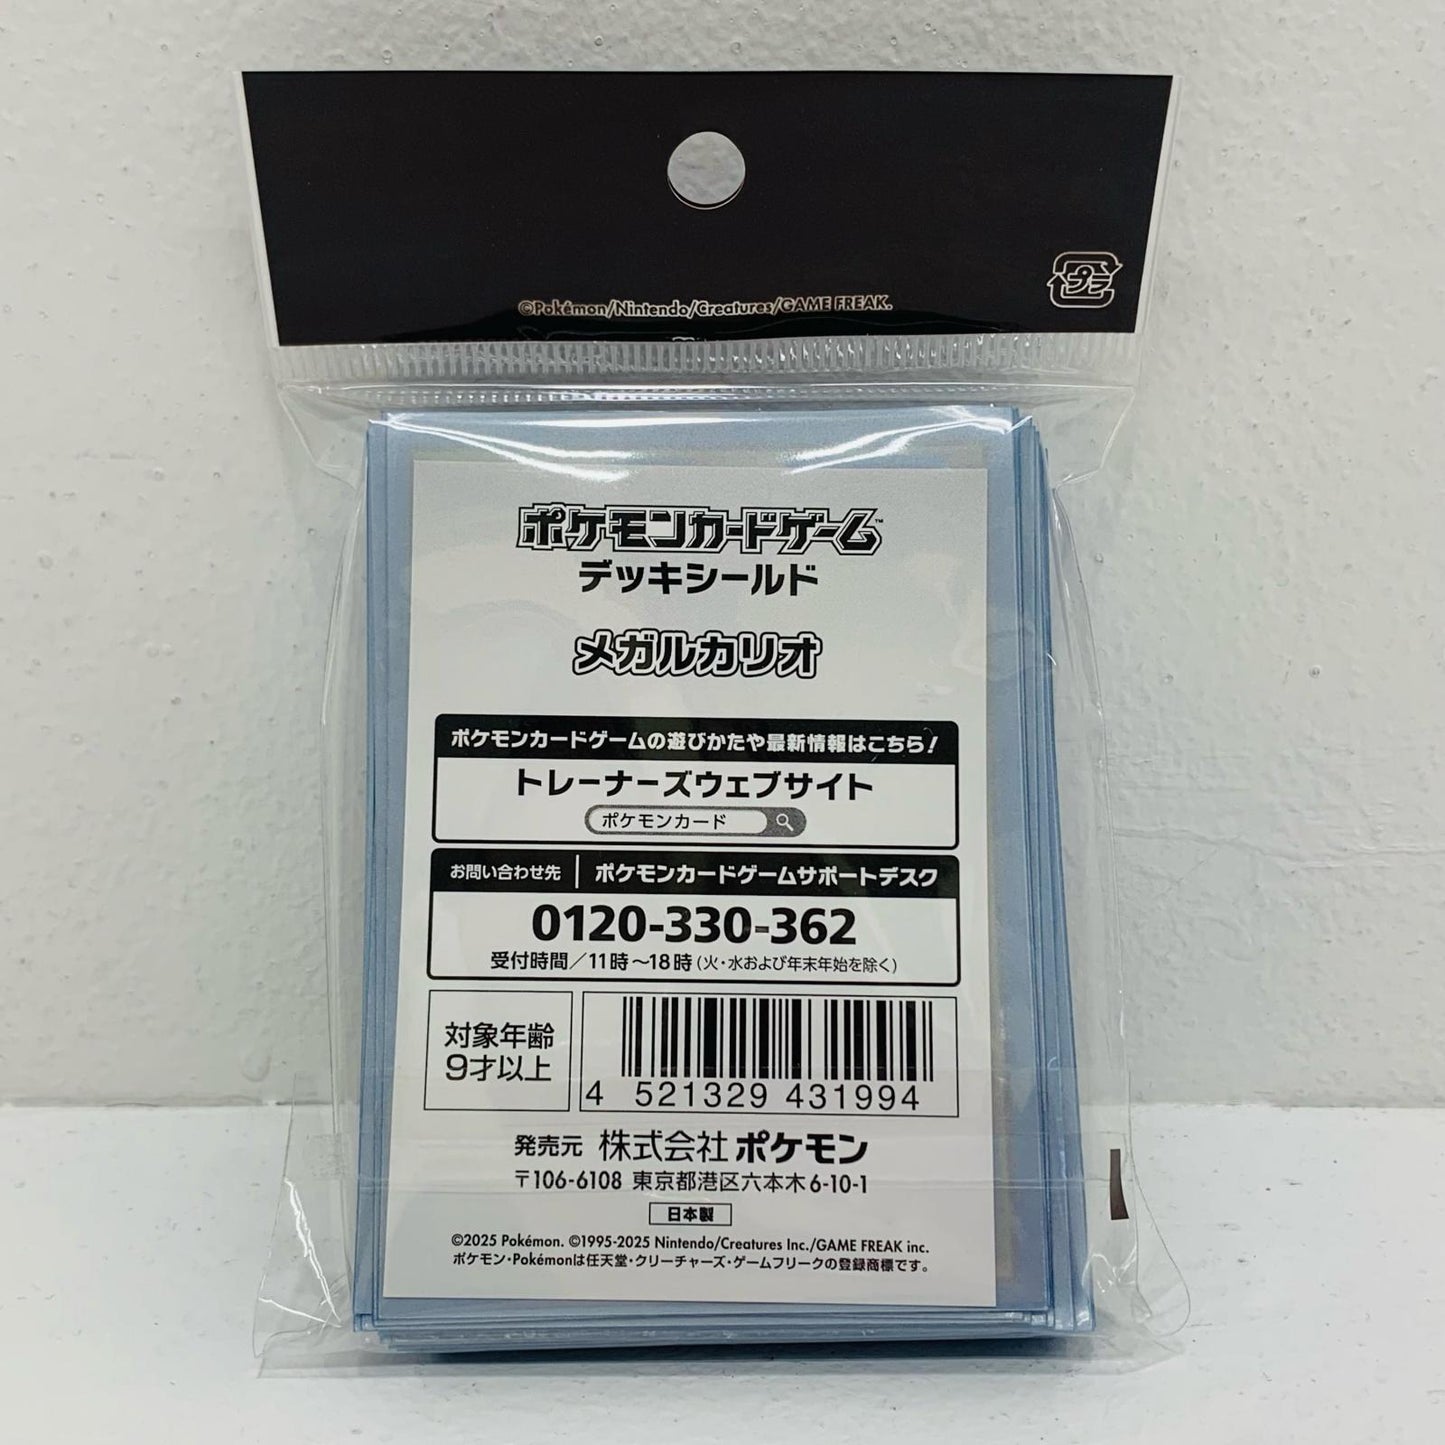 ©Pokémon/Nintendo/Creatures/GAME FREAK.
プラ
ポケモンカードゲーム™
デッキシールド
メガルカリオ
ポケモンカードゲームの遊びかたや最新情報はこちら!
トレーナーズウェブサイト
ポケモンカード
お問い合わせ先 | ポケモンカードゲームサポートデスク
0120-330-362
受付時間/11時~18時(火・水および年末年始を除く)
対象年齢
9才以上
4 521329 431994
発売元 株式会社ポケモン
〒106-6108 東京都港区六本木6-10-1
日本製
©2025 Pokémon. ©1995-2025 Nintendo/Creatures Inc./GAME FREAK inc.
ポケモン・Pokémonは任天堂・クリーチャーズ・ゲームフリークの登録商標です。